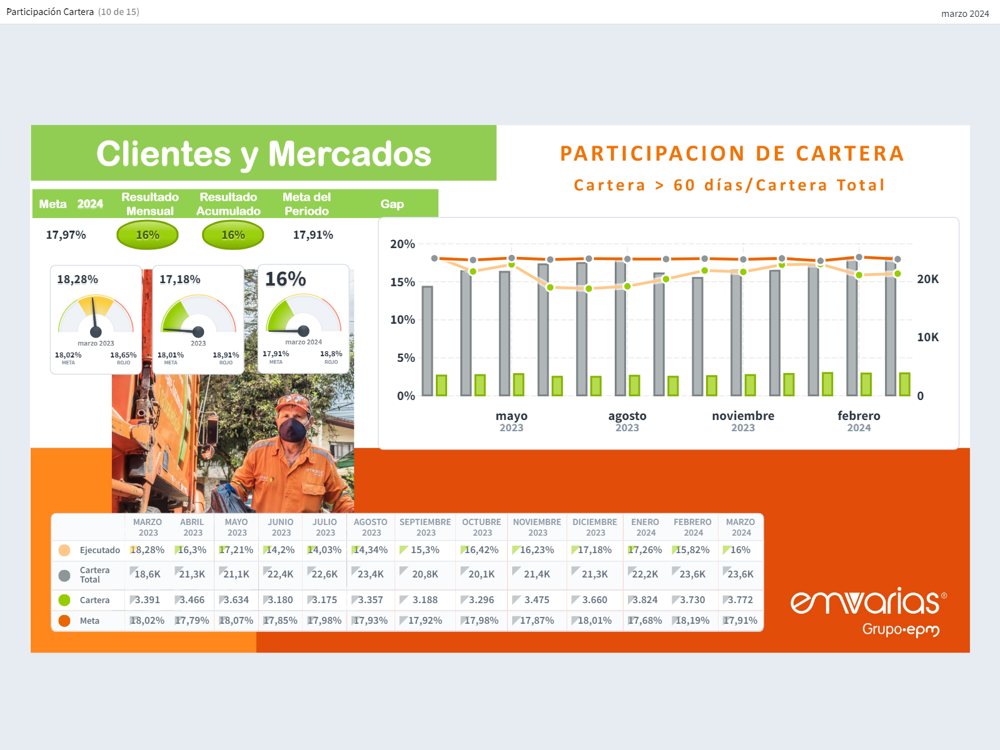 Participación Cartera (10 de 15)
marzo 2024
Clientes y Mercados
PARTICIPACION DE CARTERA
Cartera > 60 días/Cartera Total
Meta 2024 Resultado Mensual Resultado Acumulado Meta del Periodo Gap
17,97% 16% 16% 17,91%
18,28%
marzo 2023
18,02% 18,65%
META ROJO
17,18%
2023
18,01% 18,91%
META ROJO
16%
marzo 2024
17,91% 18,8%
META ROJO
20%
15%
10%
5%
0%
20K
10K
0
mayo agosto noviembre febrero
2023 2023 2023 2024
emvarias
MARZO ABRIL MAYO JUNIO JULIO AGOSTO SEPTIEMBRE OCTUBRE NOVIEMBRE DICIEMBRE ENERO FEBRERO MARZO
2023 2023 2023 2023 2023 2023 2023 2023 2023 2023 2024 2024 2024
Ejecutado 18,28% 16,3% 17,21% 14,2% 14,03% 14,34% 15,3% 16,42% 16,23% 17,18% 17,26% 15,82% 16%
Cartera Total 18,6K 21,3K 21,1K 22,4K 22,6K 23,4K 20,8K 20,1K 21,4K 21,3K 22,2K 23,6K 23,6K
Cartera 3.391 3.466 3.634 3.180 3.175 3.357 3.188 3.296 3.475 3.660 3.824 3.730 3.772
Meta 18,02% 17,79% 18,07% 17,85% 17,98% 17,93% 17,92% 17,98% 17,87% 18,01% 17,68% 18,19% 17,91%
emvarias®
Grupo·epm